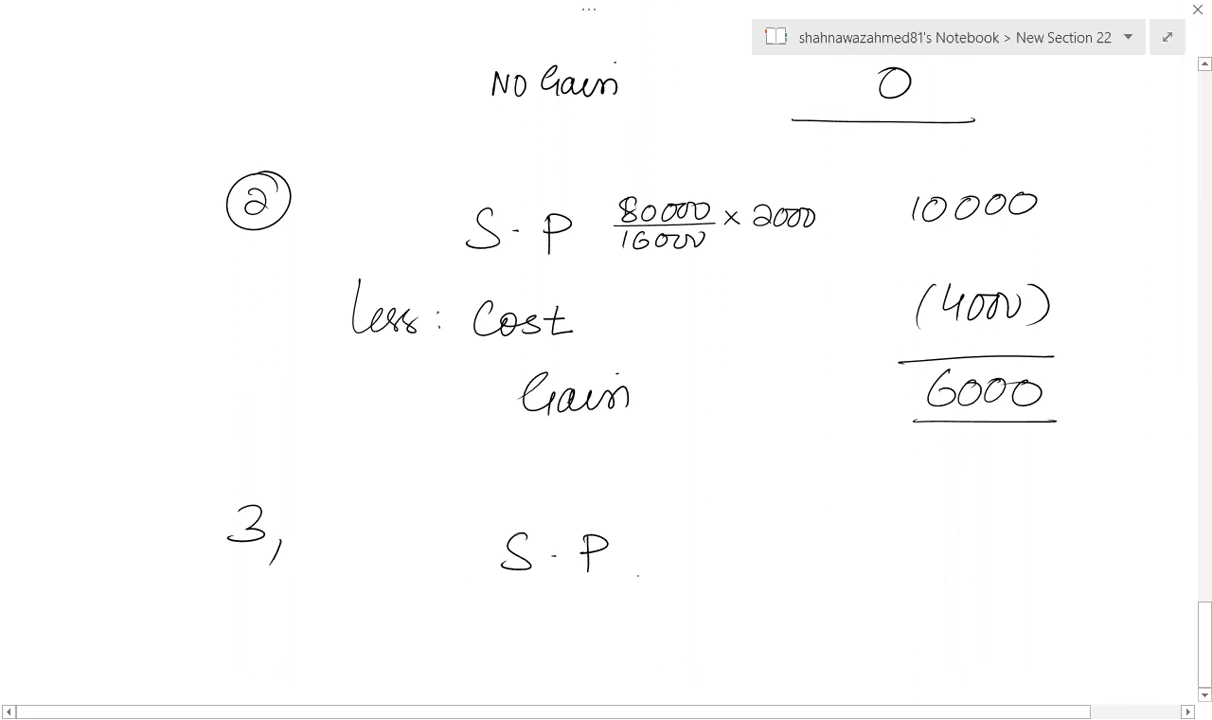 shahnawazahmed81's Notebook > New Section 22
NO Gain 0
2
S - P 80000/16000 × 2000 10000
Less: Cost (4000)
Gain 6000
3, S - P